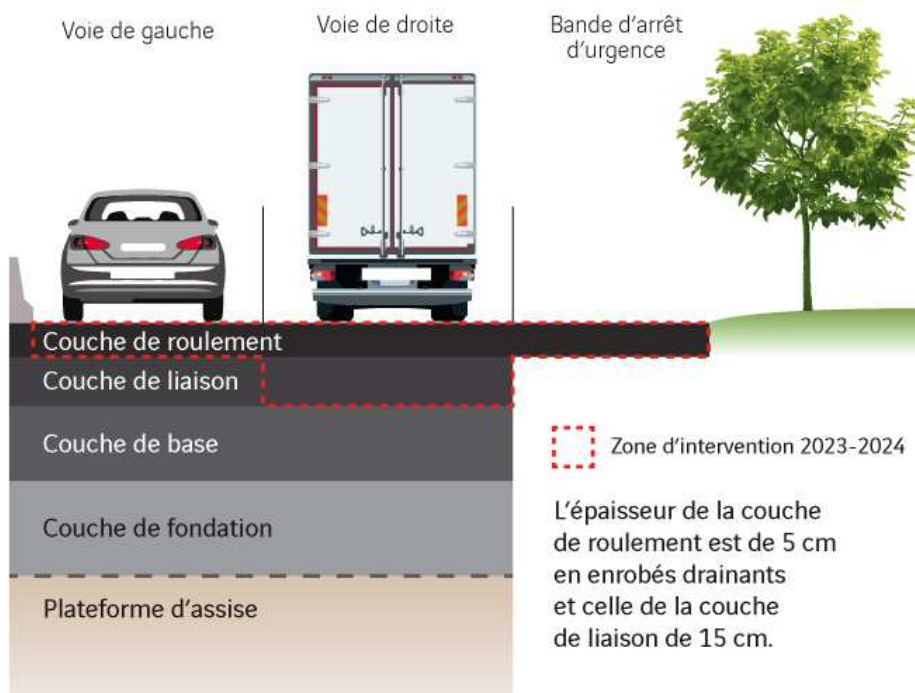 Voie de gauche
Voie de droite
Bande d'arrêt
d'urgence
Couche de roulement
Couche de liaison
Couche de base
Couche de fondation
Plateforme d'assise
Zone d'intervention 2023-2024
L'épaisseur de la couche
de roulement est de 5 cm
en enrobés drainants
et celle de la couche
de liaison de 15 cm.